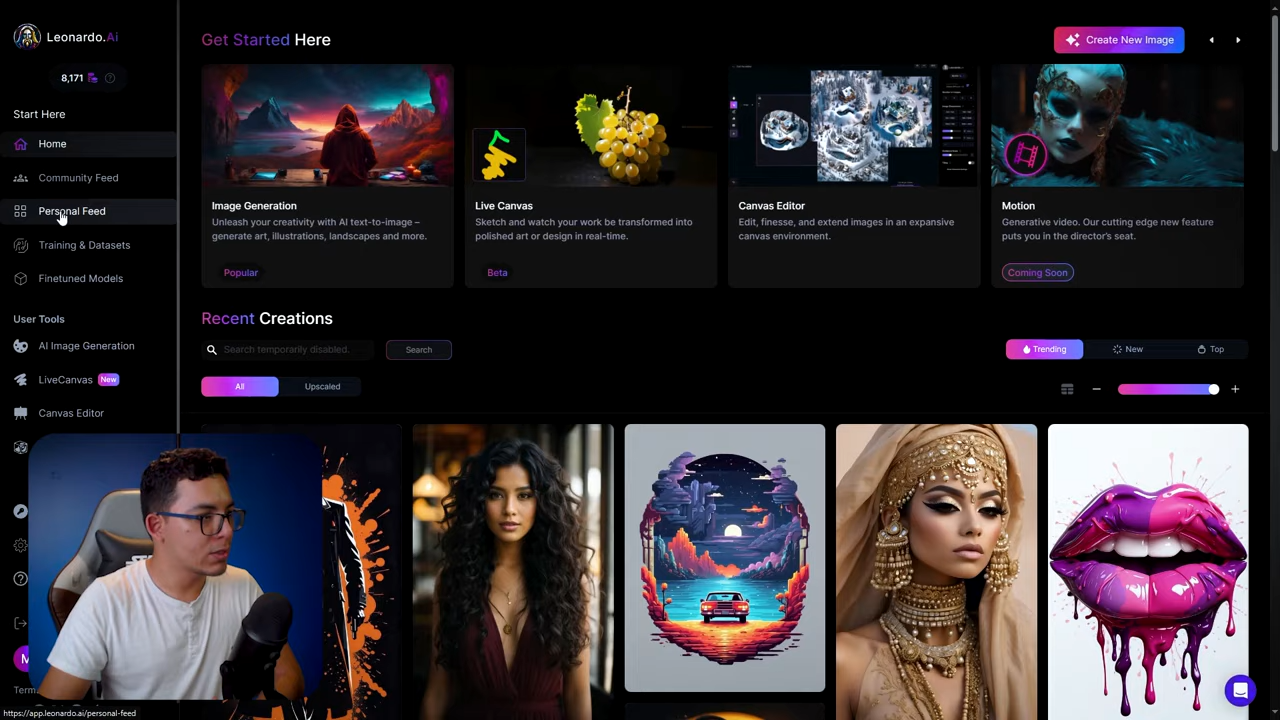 Leonardo.Ai
8,171
Start Here
Home
Community Feed
Personal Feed
Training & Datasets
Finetuned Models
User Tools
AI Image Generation
LiveCanvas New
Canvas Editor
Get Started Here
Create New Image
Image Generation
Unleash your creativity with AI text-to-image –
generate art, illustrations, landscapes and more.
Popular
Live Canvas
Sketch and watch your work be transformed into
polished art or design in real-time.
Beta
Canvas Editor
Edit, finesse, and extend images in an expansive
canvas environment.
Motion
Generative video. Our cutting edge new feature
puts you in the director's seat.
Coming Soon
Recent Creations
Search temporarily disabled.
Search
Trending
New
Top
All
Upscaled
M
Term
https://app.leonardo.ai/personal-feed